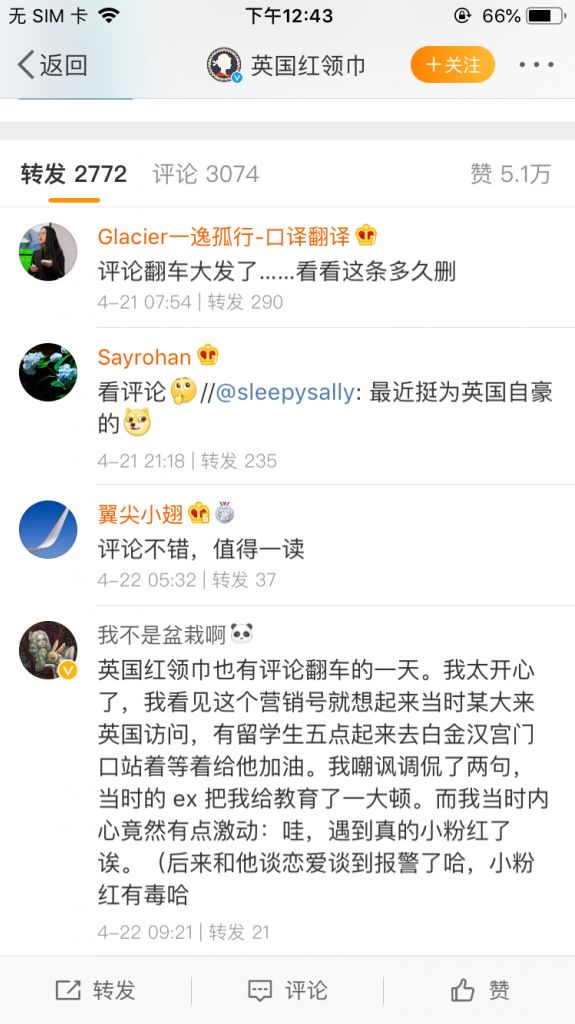 无 SIM 卡 下午12:43 66%
返回 英国红领巾 +关注
转发 2772 评论 3074 赞 5.1万
Glacier一逸孤行-口译翻译
评论翻车大发了……看看这条多久删
4-21 07:54 | 转发 290
Sayrohan
看评论🤔//@sleepysally: 最近挺为英国自豪
的
4-21 21:18 | 转发 235
翼尖小翅
评论不错，值得一读
4-22 05:32 | 转发 37
我不是盆栽啊🐼
英国红领巾也有评论翻车的一天。我太开心
了，我看见这个营销号就想起来当时某大来
英国访问，有留学生五点起来去白金汉宫门
口站着等着给他加油。我嘲讽调侃了两句，
当时的 ex 把我给教育了一大顿。而我当时内
心竟然有点激动：哇，遇到真的小粉红了
诶。（后来和他谈恋爱谈到报警了哈，小粉
红有毒哈
4-22 09:21 | 转发 21
转发 评论 赞